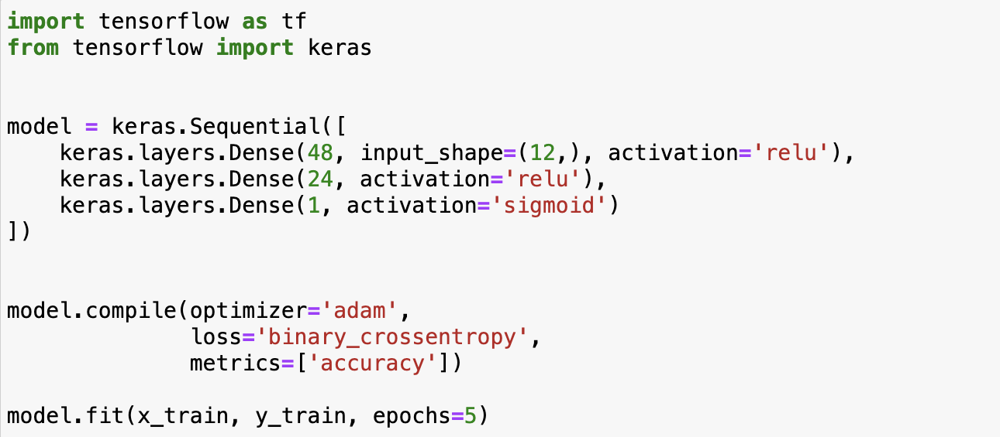 import tensorflow as tf
from tensorflow import keras
model = keras.Sequential([
    keras.layers.Dense(48, input_shape=(12,), activation='relu'),
    keras.layers.Dense(24, activation='relu'),
    keras.layers.Dense(1, activation='sigmoid')
])
model.compile(optimizer='adam',
              loss='binary_crossentropy',
              metrics=['accuracy'])
model.fit(x_train, y_train, epochs=5)